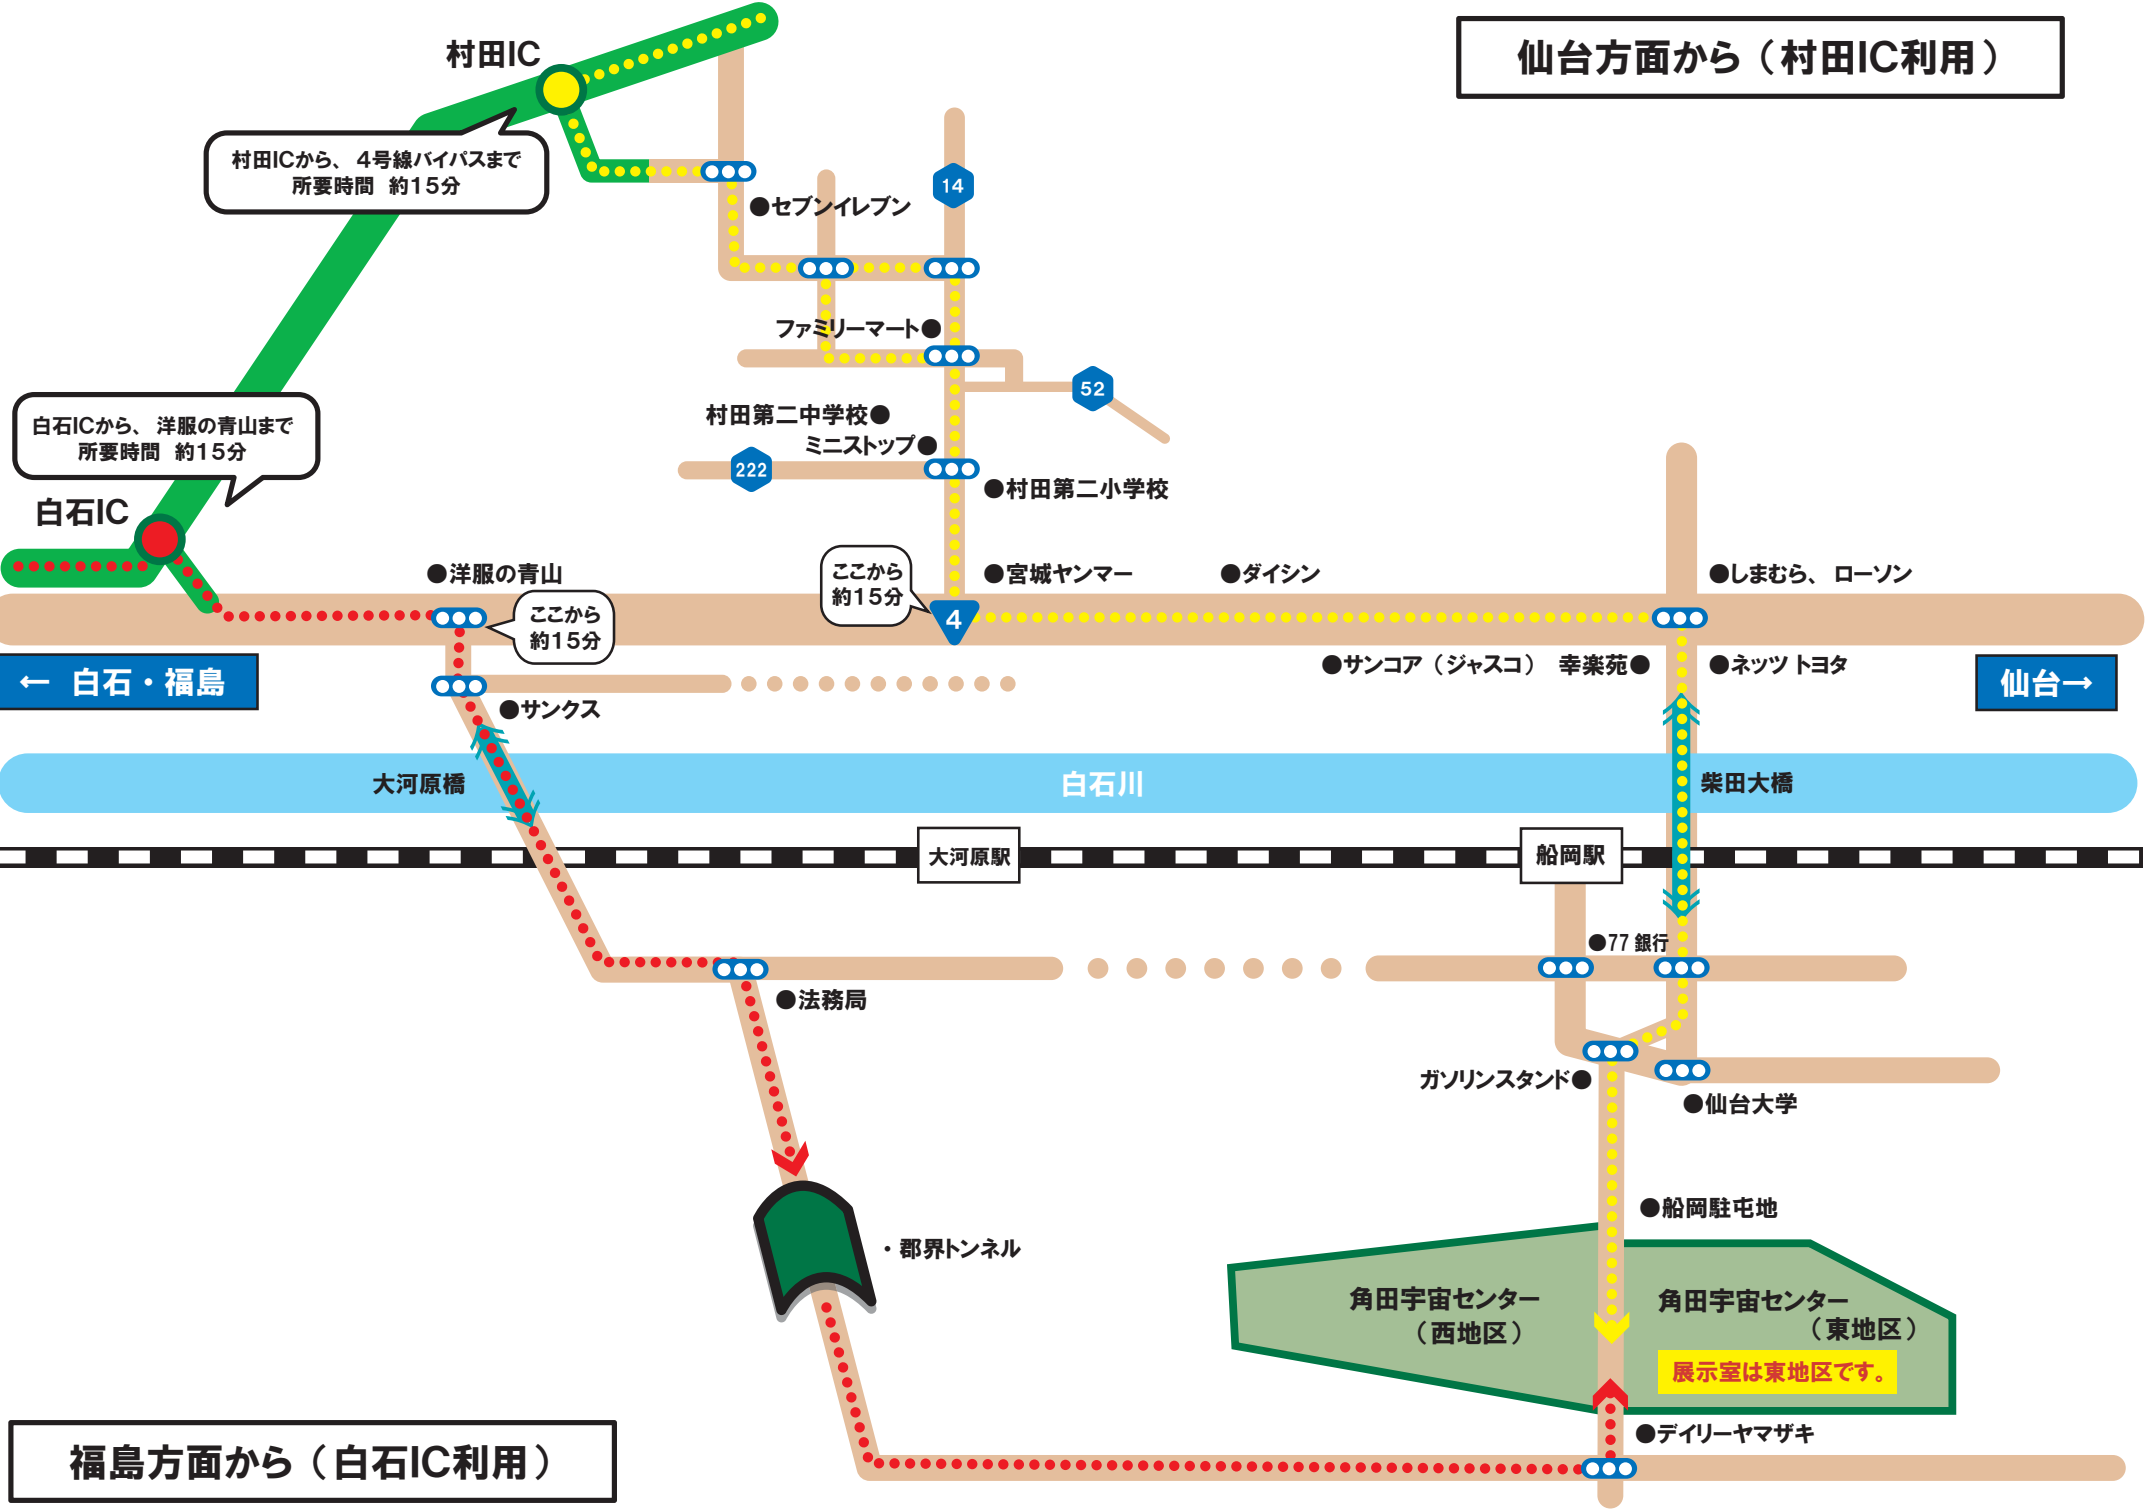 村田IC
仙台方面から（村田IC利用）
村田ICから、４号線バイパスまで
所要時間　約１５分
●セブンイレブン
14
ファミリーマート●
52
白石ICから、洋服の青山まで
所要時間　約１５分
村田第二中学校●
ミニストップ●
222
●村田第二小学校
白石IC
●洋服の青山
ここから
約１５分
●宮城ヤンマー
●ダイシン
●しまむら、ローソン
ここから
約１５分
4
← 白石・福島
●サンコア（ジャスコ）
幸楽苑●
●ネッツ トヨタ
仙台→
●サンクス
大河原橋
白石川
柴田大橋
大河原駅
船岡駅
●77 銀行
●法務局
ガソリンスタンド●
●仙台大学
●船岡駐屯地
・郡界トンネル
角田宇宙センター
（西地区）
角田宇宙センター
（東地区）
展示室は東地区です。
●デイリーヤマザキ
福島方面から（白石IC利用）